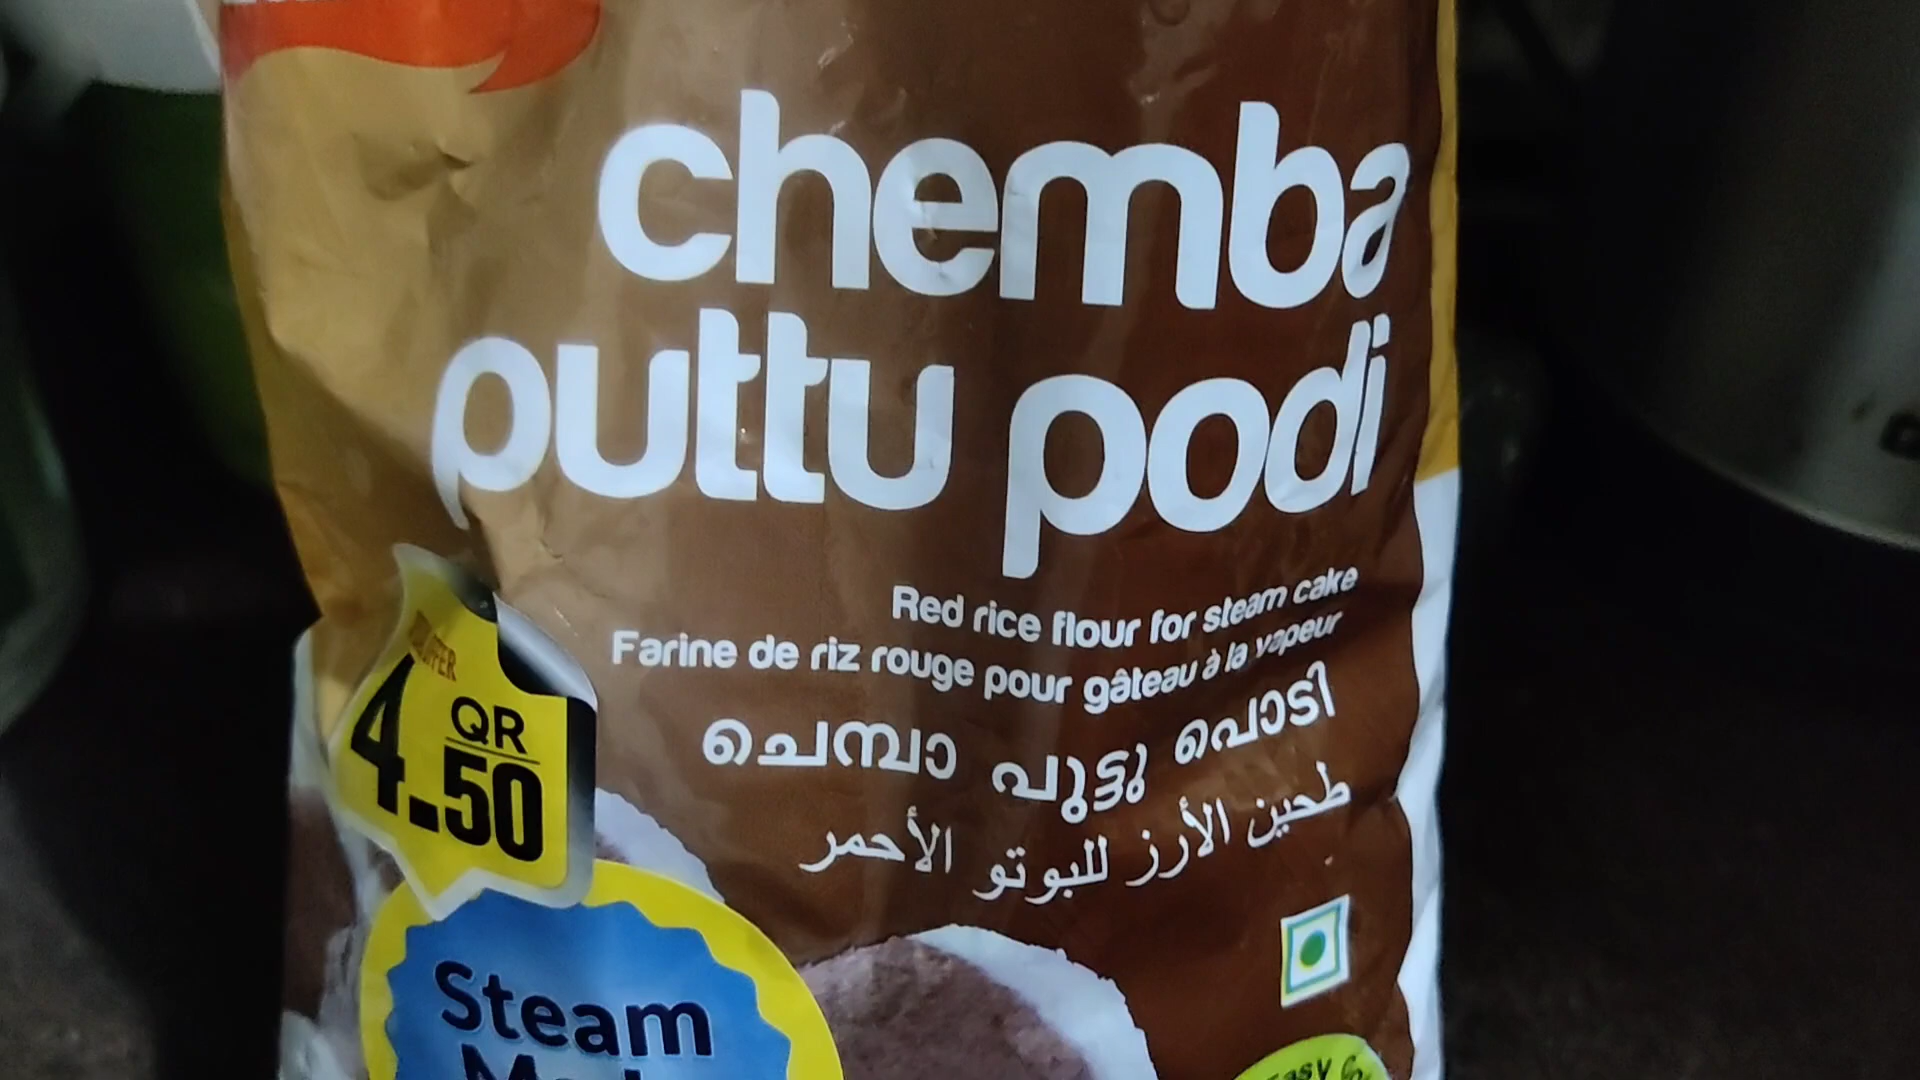 chemba
puttu podi
Red rice flour for steam cake
Farine de riz rouge pour gâteau à la vapeur
ചെമ്പാ പുട്ടു പൊടി
طحين الأرز للبوتو الأحمر
QR
4.50
Steam